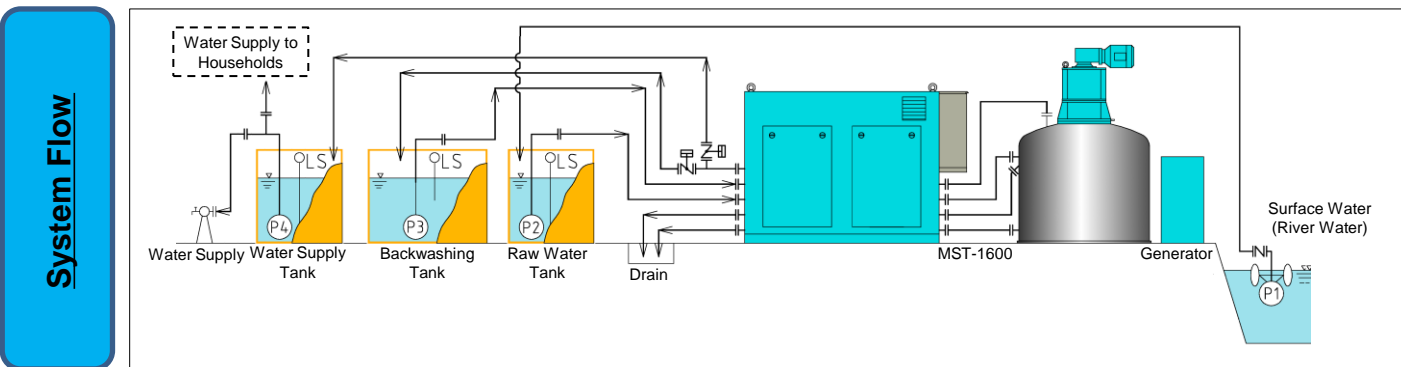 System Flow
Water Supply to
Households
LS
LS
LS
P4
P3
P2
P1
Water Supply
Water Supply
Tank
Backwashing
Tank
Raw Water
Tank
Drain
MST-1600
Generator
Surface Water
(River Water)